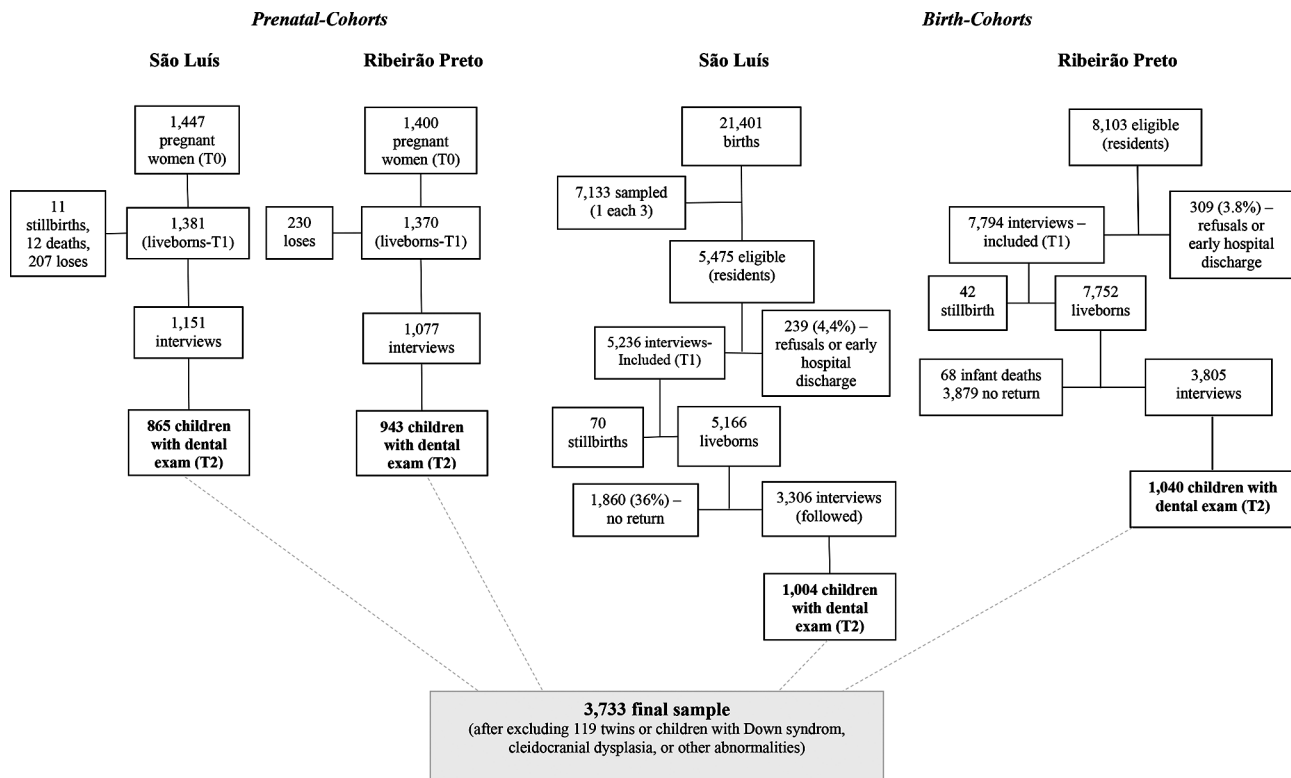 Prenatal-Cohorts
São Luís
Ribeirão Preto
1,447
pregnant
women (T0)
1,400
pregnant
women (T0)
11
stillbirths,
12 deaths,
207 loses
1,381
(liveborns-T1)
230
loses
1,370
(liveborns-T1)
1,151
interviews
1,077
interviews
865 children
with dental
exam (T2)
943 children
with dental
exam (T2)
Birth-Cohorts
São Luís
Ribeirão Preto
21,401
births
7,133 sampled
(1 each 3)
5,475 eligible
(residents)
5,236 interviews-
Included (T1)
239 (4,4%) –
refusals or early
hospital
discharge
70
stillbirths
5,166
liveborns
1,860 (36%) –
no return
3,306 interviews
(followed)
1,004 children
with dental
exam (T2)
8,103 eligible
(residents)
7,794 interviews –
included (T1)
309 (3.8%) –
refusals or
early hospital
discharge
42
stillbirth
7,752
liveborns
68 infant deaths
3,879 no return
3,805
interviews
1,040 children with
dental exam (T2)
3,733 final sample
(after excluding 119 twins or children with Down syndrom,
cleidocranial dysplasia, or other abnormalities)